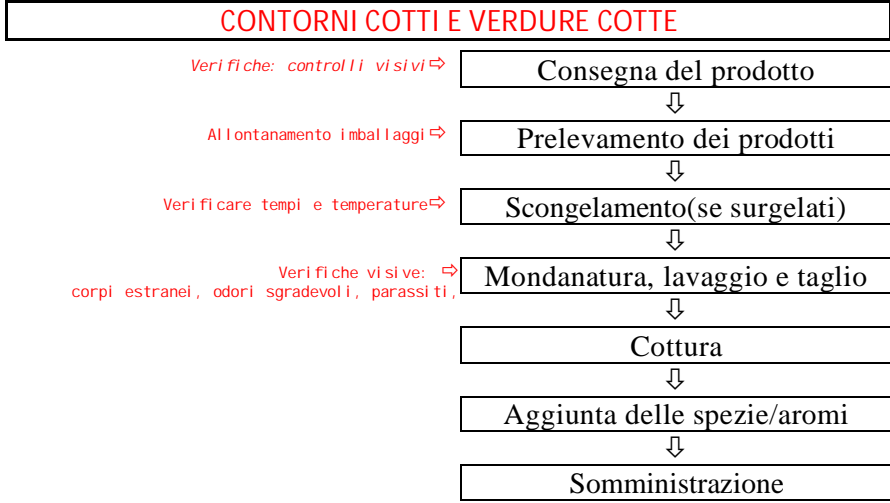 CONTORNI COTTI E VERDURE COTTE
Verifiche: controlli visivi⇨
Consegna del prodotto
Allontanamento imballaggi⇨
Prelevamento dei prodotti
Verificare tempi e temperature⇨
Scongelamento(se surgelati)
Verifiche visive: ⇨
corpi estranei, odori sgradevoli, parassiti,
Mondanatura, lavaggio e taglio
Cottura
Aggiunta delle spezie/aromi
Somministrazione